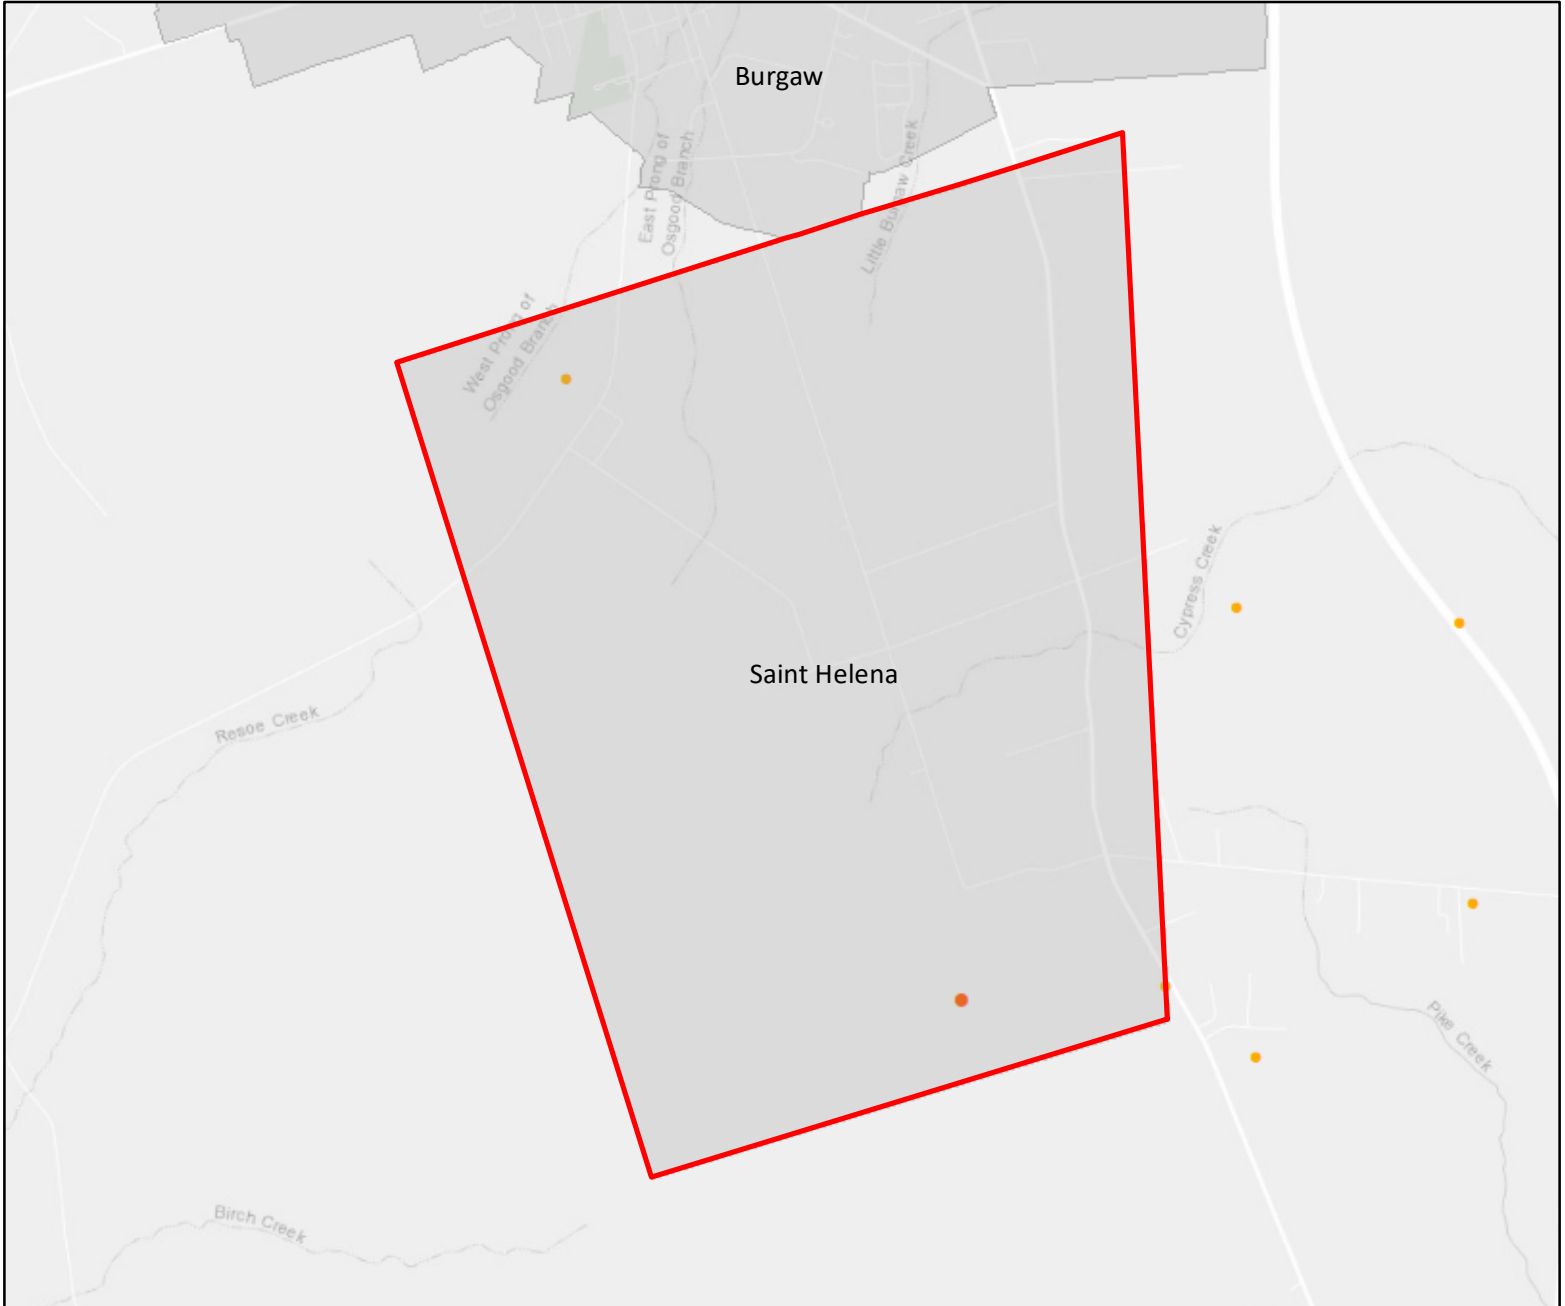 Burgaw
East Prong of
Osgood Branch
Little Burgaw Creek
West Prong of
Osgood Branch
Cypress Creek
Saint Helena
Resoe Creek
Pike Creek
Birch Creek